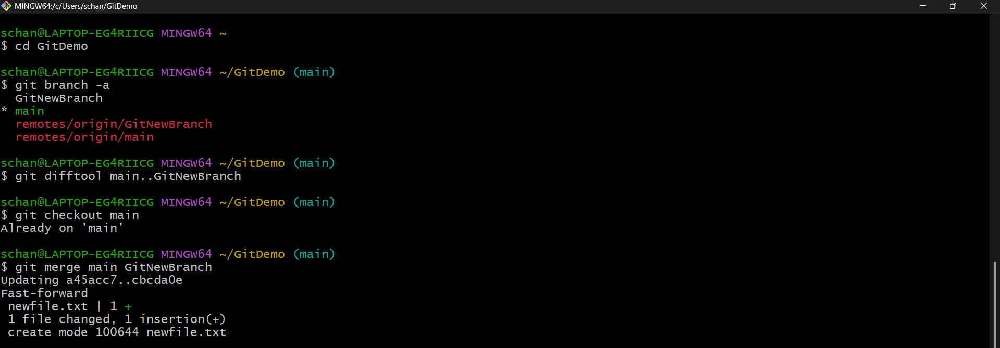 MINGW64:/c/Users/schan/GitDemo
schan@LAPTOP-EG4RIICG MINGW64 ~
$ cd GitDemo
schan@LAPTOP-EG4RIICG MINGW64 ~/GitDemo (main)
$ git branch -a
  GitNewBranch
* main
  remotes/origin/GitNewBranch
  remotes/origin/main
schan@LAPTOP-EG4RIICG MINGW64 ~/GitDemo (main)
$ git difftool main..GitNewBranch
schan@LAPTOP-EG4RIICG MINGW64 ~/GitDemo (main)
$ git checkout main
Already on 'main'
schan@LAPTOP-EG4RIICG MINGW64 ~/GitDemo (main)
$ git merge main GitNewBranch
Updating a45acc7..cbcda0e
Fast-forward
 newfile.txt | 1 +
 1 file changed, 1 insertion(+)
 create mode 100644 newfile.txt